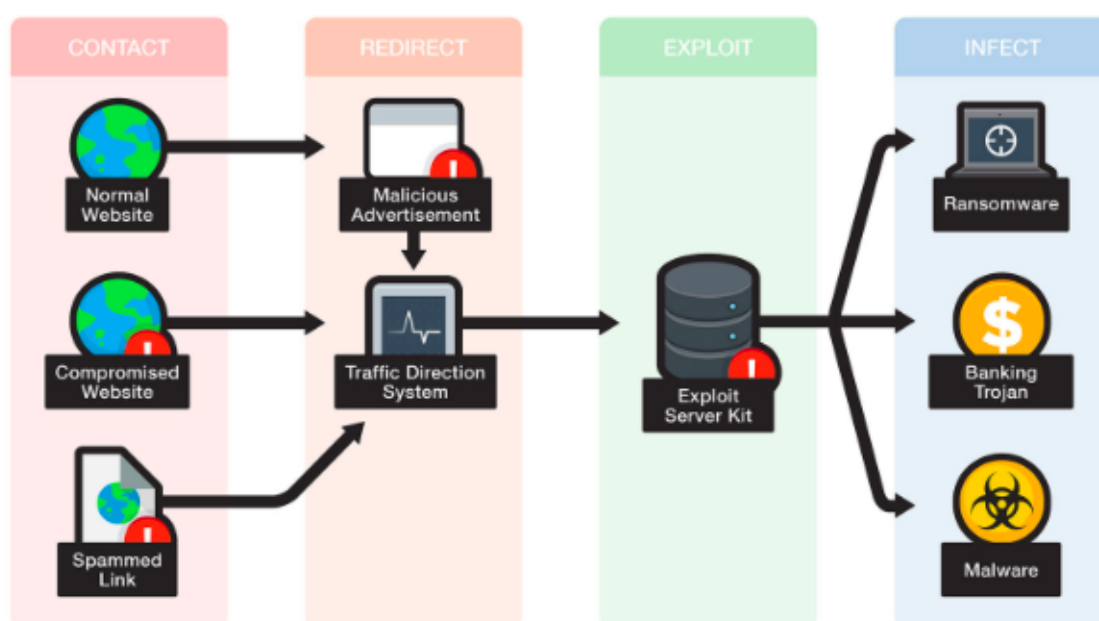 CONTACT
REDIRECT
EXPLOIT
INFECT
Normal
Website
Malicious
Advertisement
Ransomware
Compromised
Website
Traffic Direction
System
Exploit
Server Kit
Banking
Trojan
Spammed
Link
Malware